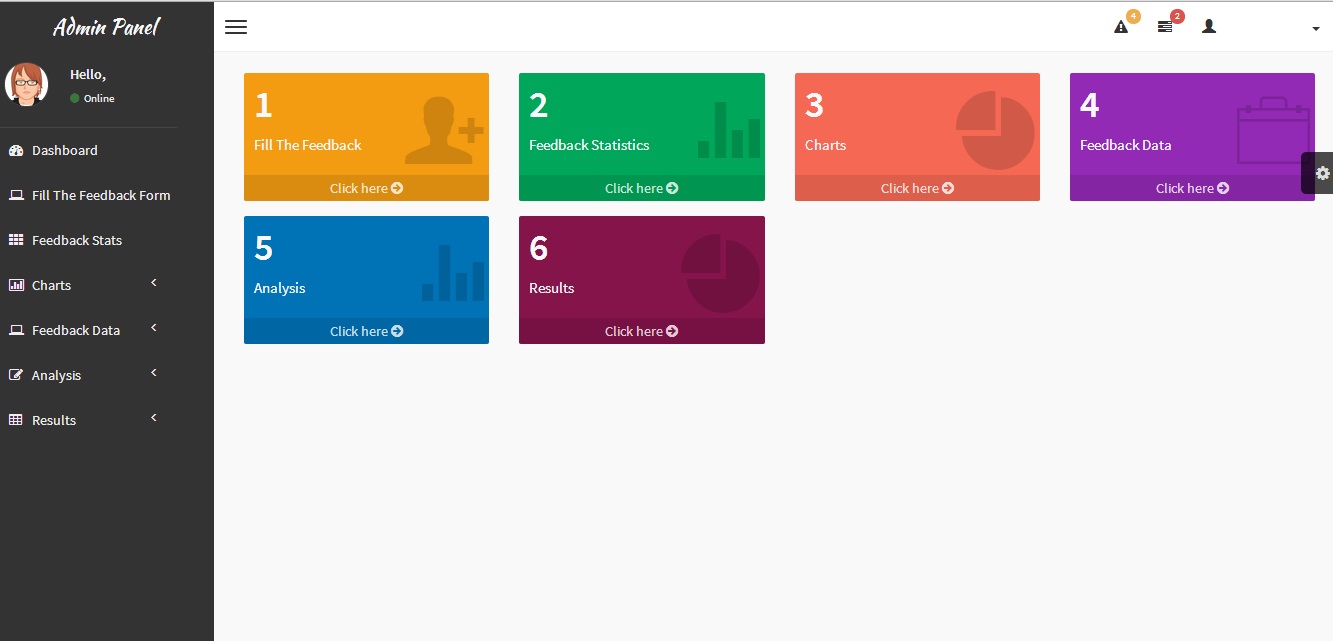 Admin Panel
4
2
Hello,
Online
Dashboard
Fill The Feedback Form
Feedback Stats
Charts
Feedback Data
Analysis
Results
1
Fill The Feedback
Click here
2
Feedback Statistics
Click here
3
Charts
Click here
4
Feedback Data
Click here
5
Analysis
Click here
6
Results
Click here